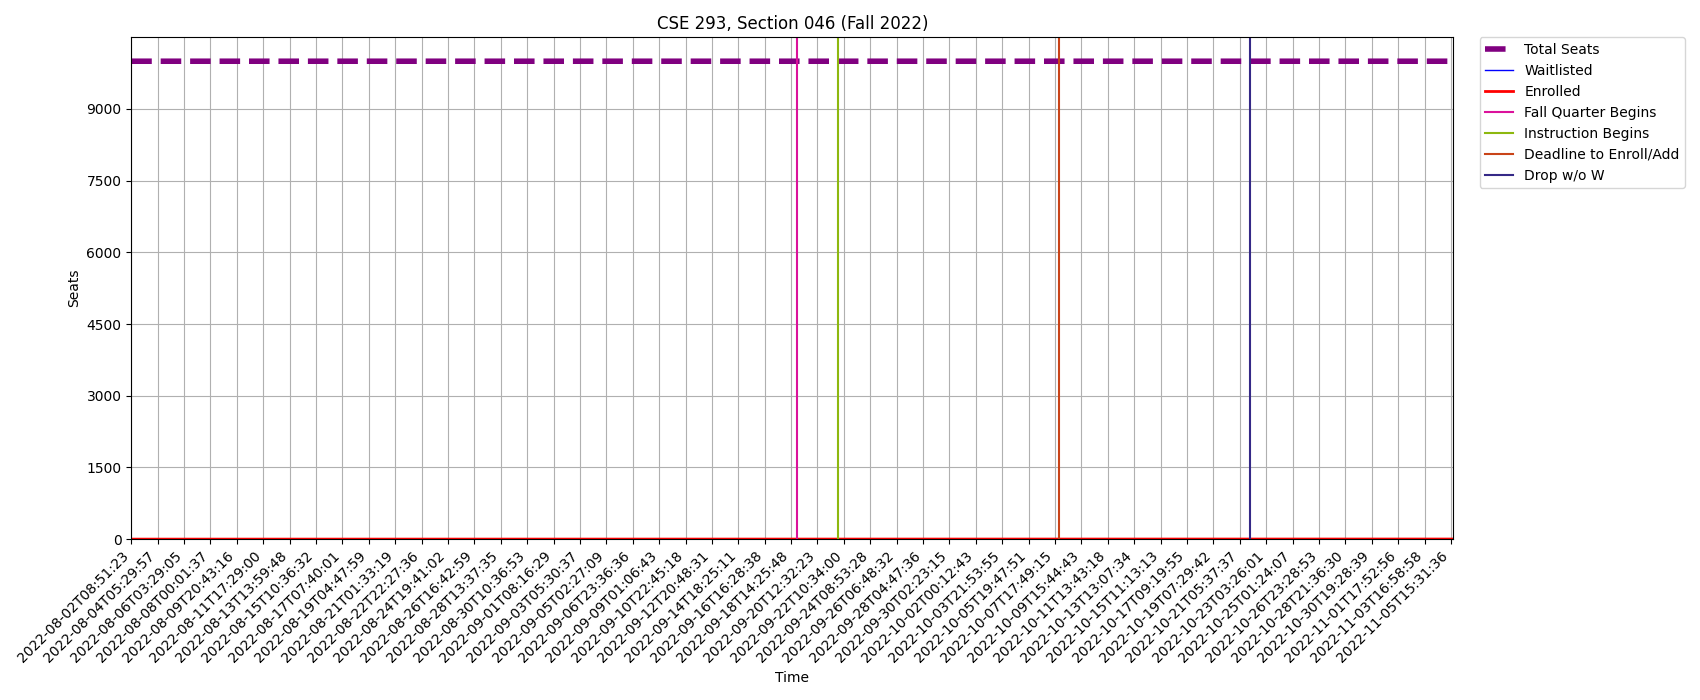 CSE 293, Section 046 (Fall 2022)
Total Seats
Waitlisted
Enrolled
Fall Quarter Begins
Instruction Begins
Deadline to Enroll/Add
Drop w/o W
Seats
9000
7500
6000
4500
3000
1500
0
2022-08-02T08:51:23
2022-08-04T05:29:57
2022-08-06T03:29:05
2022-08-08T00:01:37
2022-08-09T20:43:16
2022-08-11T17:29:00
2022-08-13T13:59:48
2022-08-15T10:36:32
2022-08-17T07:40:01
2022-08-19T04:47:59
2022-08-21T01:33:19
2022-08-22T22:27:36
2022-08-24T19:41:02
2022-08-26T16:42:59
2022-08-28T13:37:35
2022-08-30T10:36:53
2022-09-01T08:16:29
2022-09-03T05:30:37
2022-09-05T02:27:09
2022-09-06T23:36:36
2022-09-09T01:06:43
2022-09-10T22:45:18
2022-09-12T20:48:31
2022-09-14T18:25:11
2022-09-16T16:28:38
2022-09-18T14:25:48
2022-09-20T12:32:23
2022-09-22T10:34:00
2022-09-24T08:53:28
2022-09-26T06:48:32
2022-09-28T04:47:36
2022-09-30T02:23:15
2022-10-02T00:12:43
2022-10-03T21:53:55
2022-10-05T19:47:51
2022-10-07T17:49:15
2022-10-09T15:44:43
2022-10-11T13:43:18
2022-10-13T13:07:34
2022-10-15T11:13:13
2022-10-17T09:19:55
2022-10-19T07:29:42
2022-10-21T05:37:37
2022-10-23T03:26:01
2022-10-25T01:24:07
2022-10-26T23:28:53
2022-10-28T21:36:30
2022-10-30T19:28:39
2022-11-01T17:52:56
2022-11-03T16:58:58
2022-11-05T15:31:36
Time